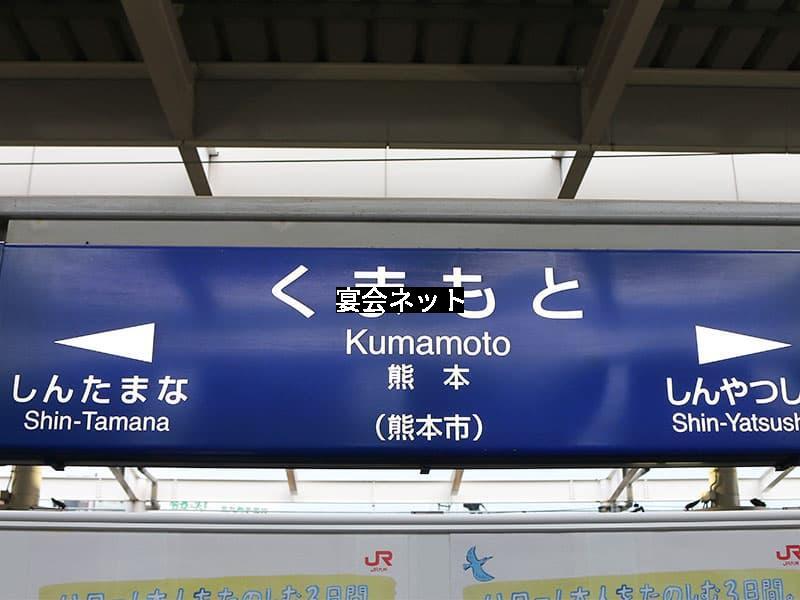 くまもと
宴会ネット
Kumamoto
熊本
（熊本市）
しんたまな
Shin-Tamana
しんやつし
Shin-Yatsush
JR
JR